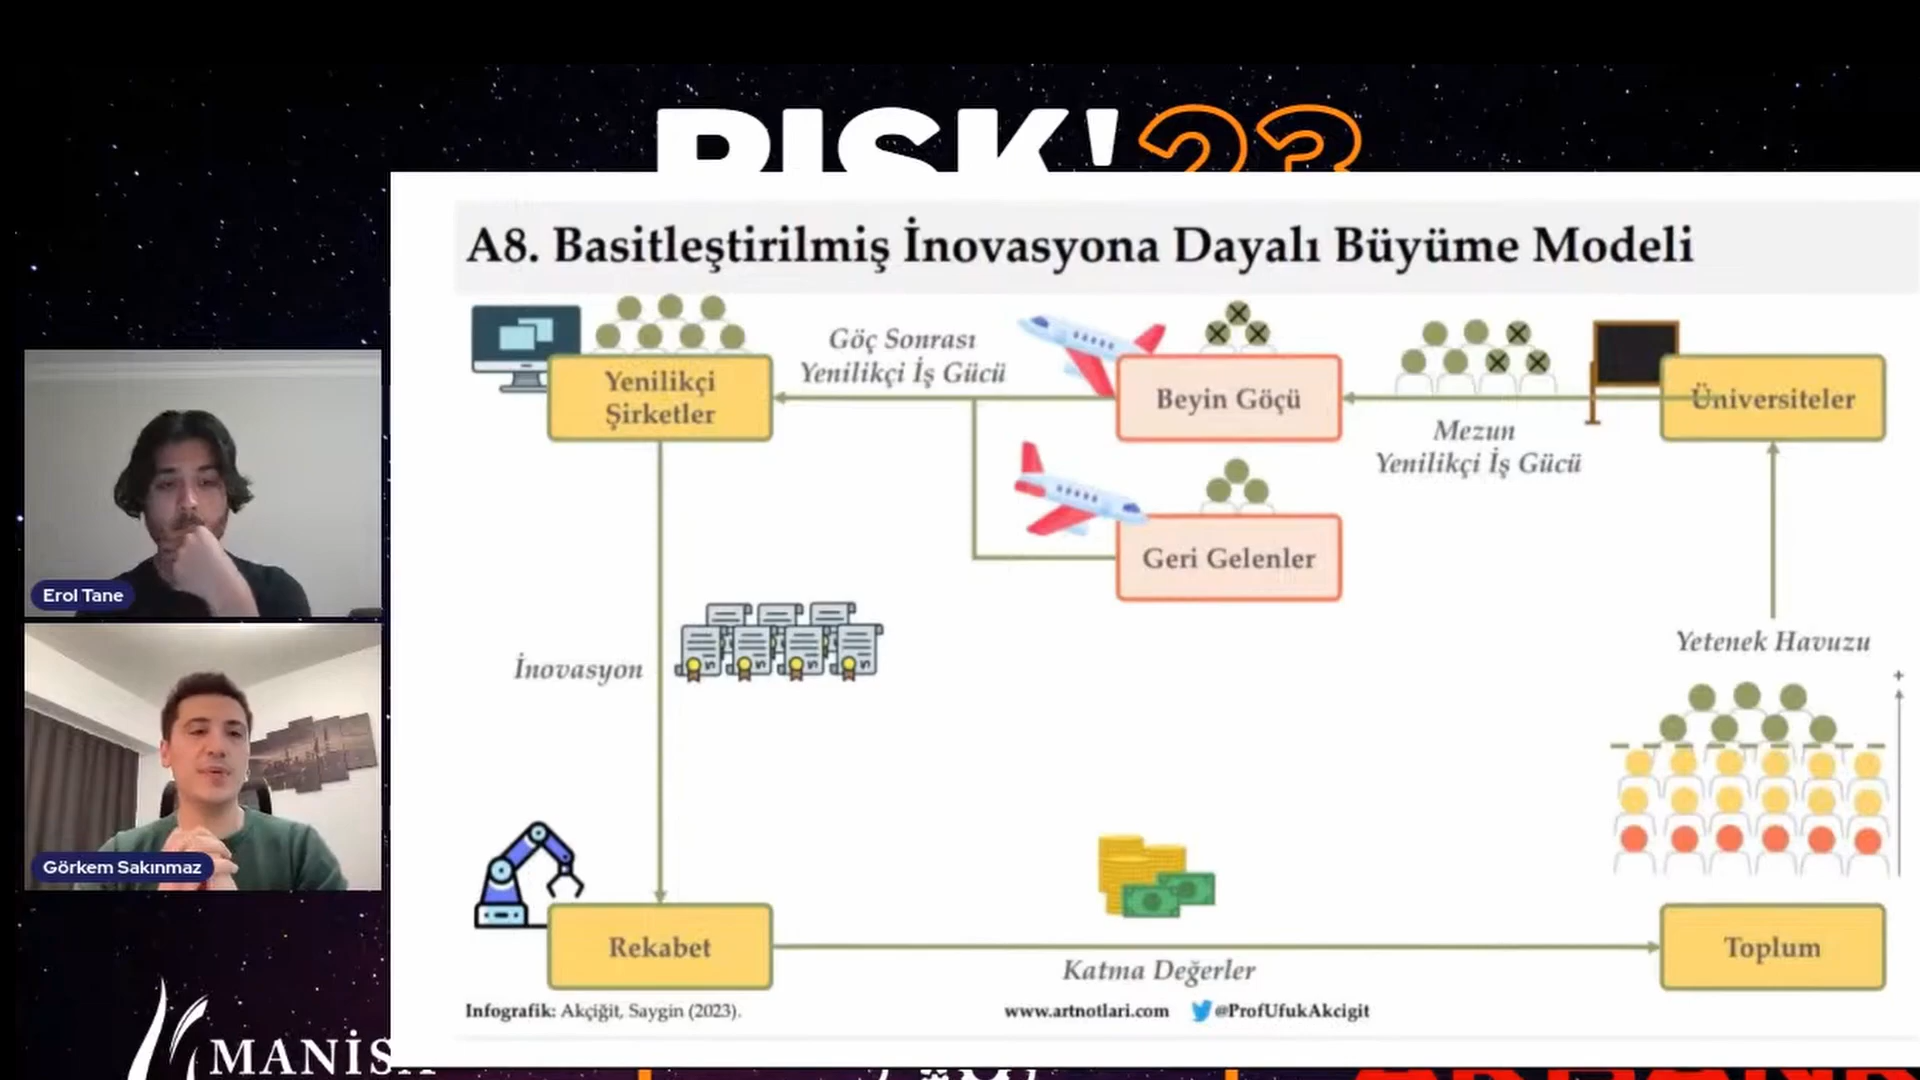 RISK'23
A8. Basitleştirilmiş İnovasyona Dayalı Büyüme Modeli
Göç Sonrası
Yenilikçi İş Gücü
Yenilikçi
Şirketler
Beyin Göçü
Üniversiteler
Mezun
Yenilikçi İş Gücü
Geri Gelenler
Erol Tane
Yetenek Havuzu
+
İnovasyon
Görkem Sakınmaz
Rekabet
Toplum
Katma Değerler
Infografik: Akçiğit, Saygin (2023).
www.artnotlari.com
@ProfUfukAkcigit